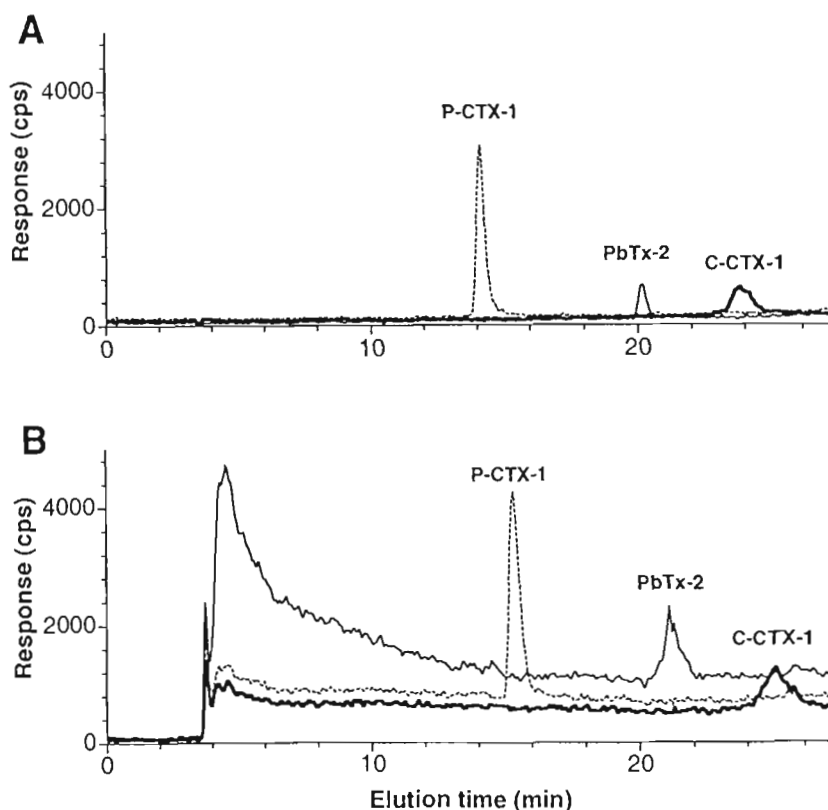 A
Response (cps)
4000
2000
0
P-CTX-1
PbTx-2
C-CTX-1
0 10 20
B
Response (cps)
4000
2000
0
P-CTX-1
PbTx-2
C-CTX-1
0 10 20
Elution time (min)